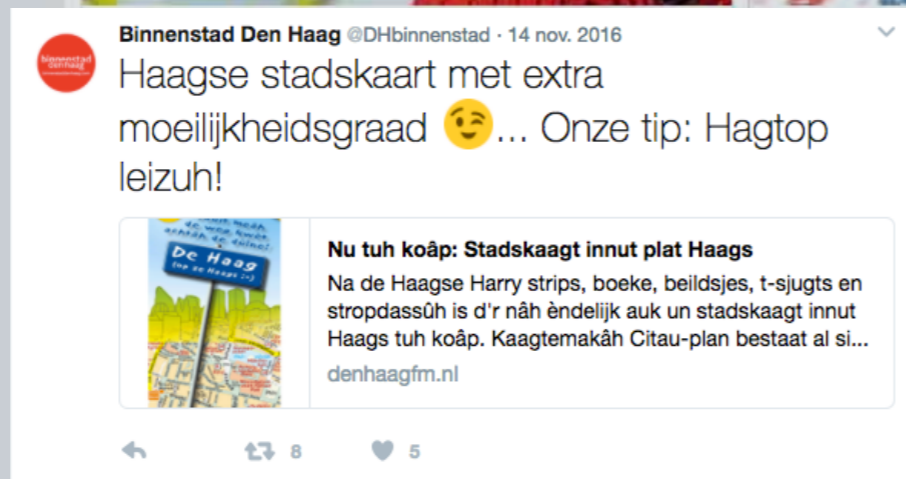 Binnenstad Den Haag @DHbinnenstad · 14 nov. 2016
Haagse stadskaart met extra
moeilijkheidsgraad 😉... Onze tip: Hagtop
leizuh!
Nu tuh koâp: Stadskaagt innut plat Haags
Na de Haagse Harry strips, boeke, beildsjes, t-sjugts en
stropdassûh is d'r nâh èndelijk auk un stadskaagt innut
Haags tuh koâp. Kaagtemakâh Citau-plan bestaat al si...
denhaagfm.nl
De Haag
8 5